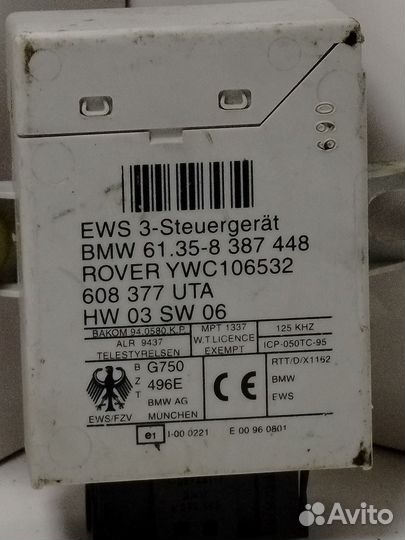 060
EWS 3-Steuergerät
BMW 61.35-8 387 448
ROVER YWC106532
608 377 UTA
HW 03 SW 06
BAKOM 94.0580.K.P
ALR 9437
TELESTYRELSEN
MPT 1337
W.T.LICENCE
EXEMPT
125 KHZ
ICP-050TC-95
EWS/FZV
B
Z
T
G750
496E
BMW AG
MÜNCHEN
CE
RTT/D/X1162
BMW
EWS
e1
I-00 0221
E 00 96 0801
Avito